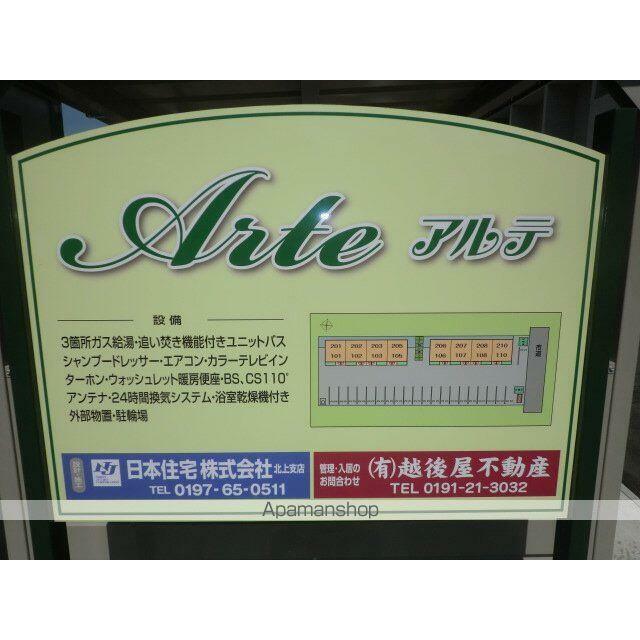 Arte アルテ
設備
3箇所ガス給湯・追い焚き機能付きユニットバス
シャンプードレッサー・エアコン・カラーテレビイン
ターホン・ウォッシュレット暖房便座・BS、CS110°
アンテナ・24時間換気システム・浴室乾燥機付き
外部物置・駐輪場
201 202 203 205 206 207 208 210
101 102 103 105 106 107 108 110
市道
設計・施工 日本住宅株式会社 北上支店
TEL 0197-65-0511
管理・入居の
お問合わせ
(有)越後屋不動産
TEL 0191-21-3032
Apamanshop